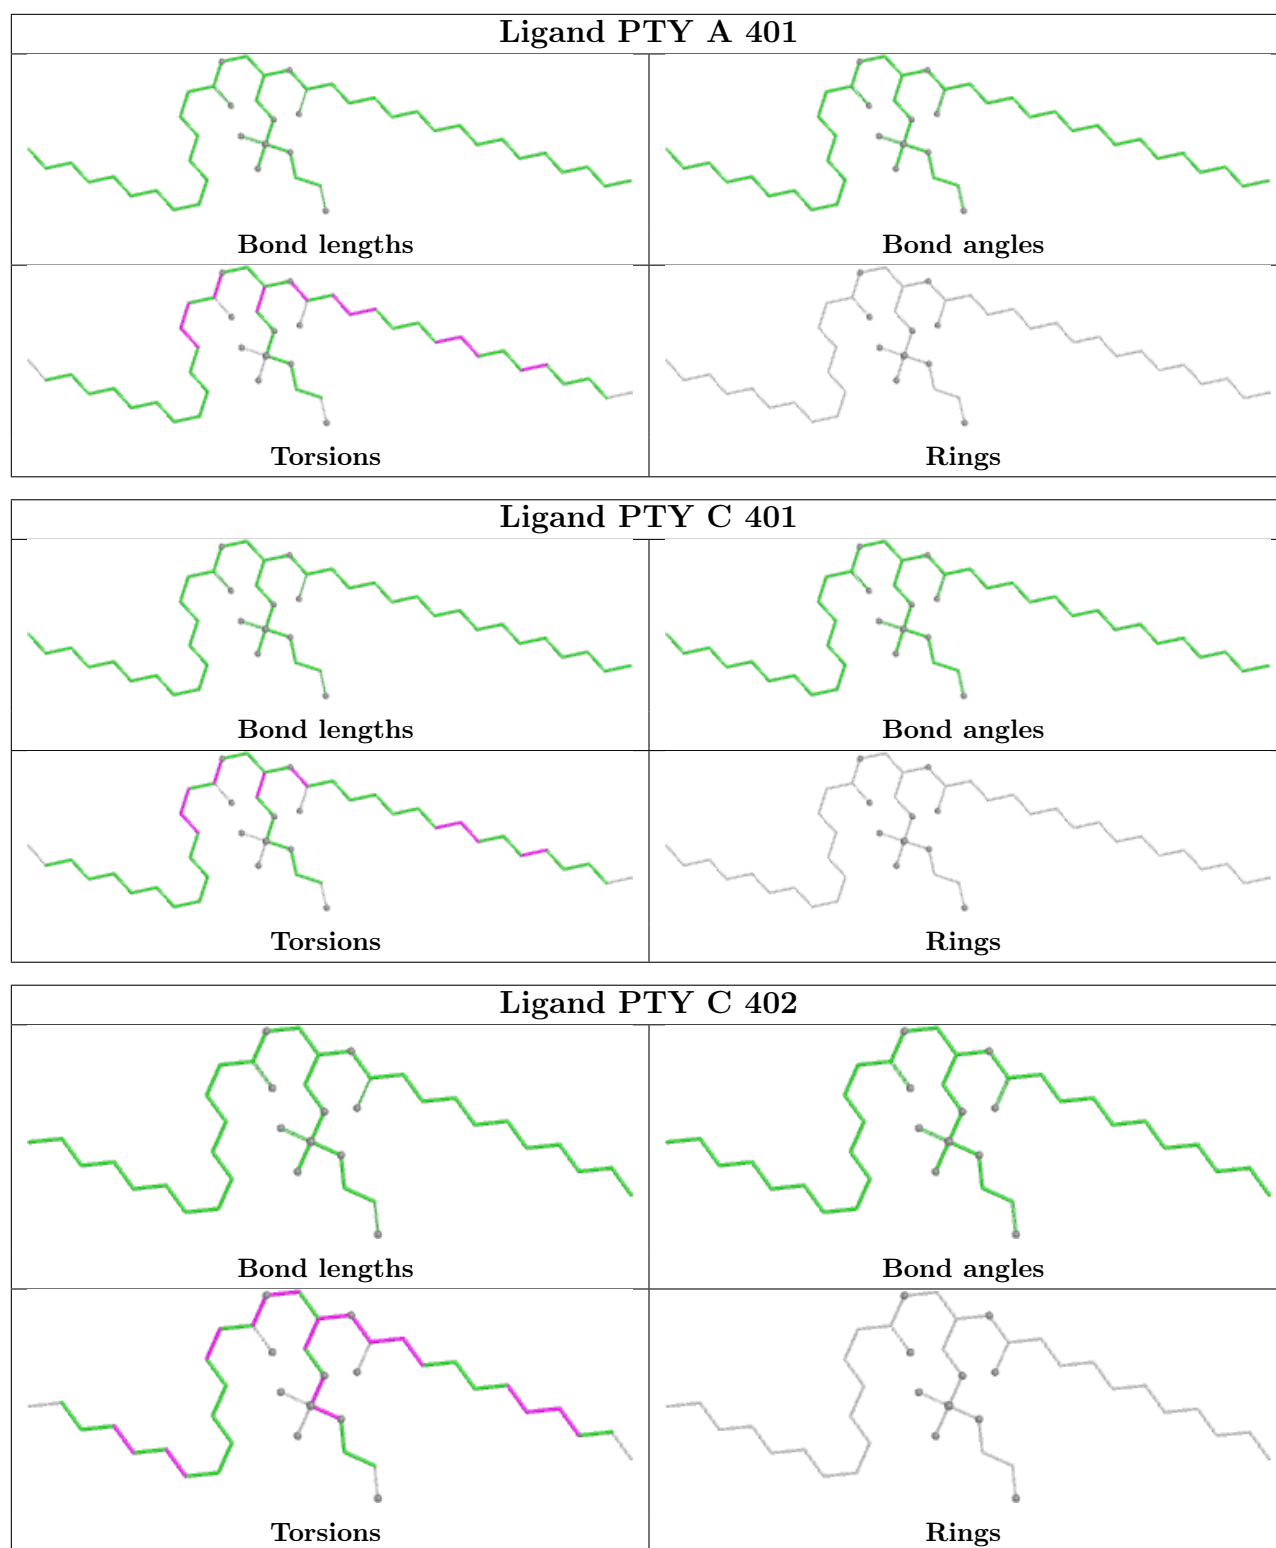 Ligand PTY A 401
Bond lengths
Bond angles
Torsions
Rings
Ligand PTY C 401
Bond lengths
Bond angles
Torsions
Rings
Ligand PTY C 402
Bond lengths
Bond angles
Torsions
Rings